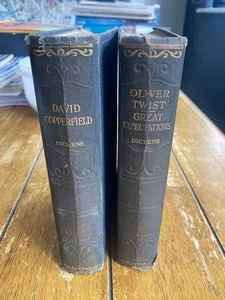 DAVID
COPPERFIELD
DICKENS
OLIVER
TWIST
GREAT
EXPECTATIONS
DICKENS